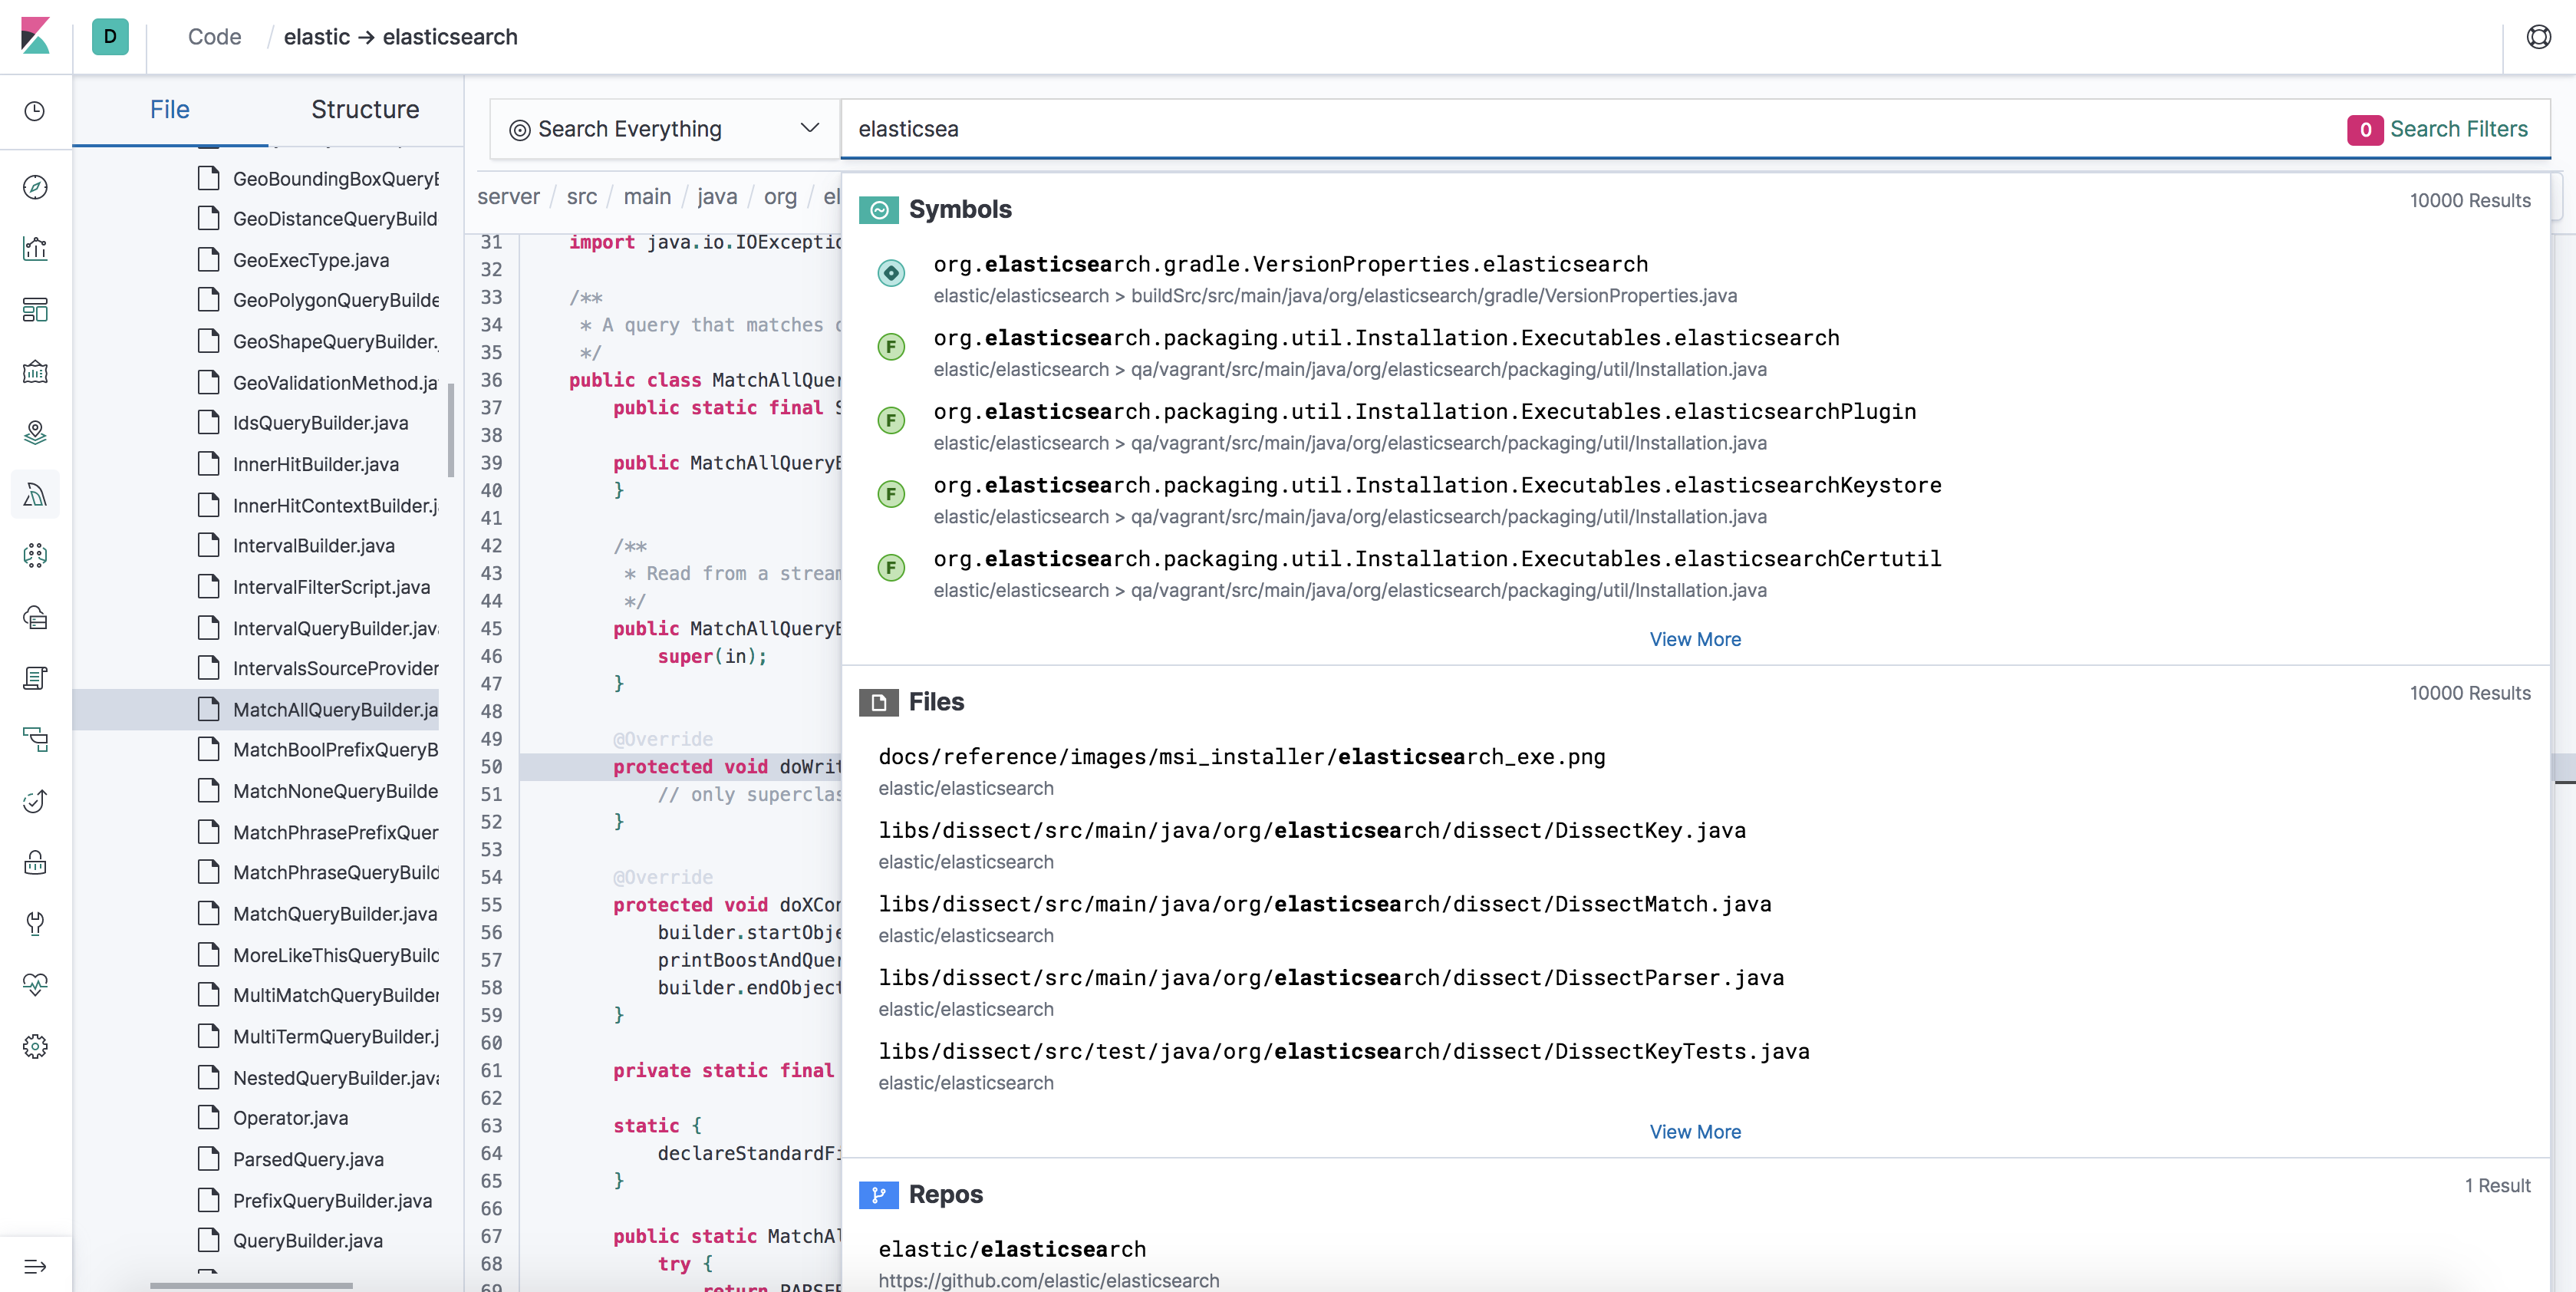 D Code / elastic → elasticsearch
File Structure
Search Everything
elasticsea
0 Search Filters
GeoBoundingBoxQueryB
GeoDistanceQueryBuild
GeoExecType.java
GeoPolygonQueryBuilde
GeoShapeQueryBuilder.
GeoValidationMethod.ja
IdsQueryBuilder.java
InnerHitBuilder.java
InnerHitContextBuilder.j
IntervalBuilder.java
IntervalFilterScript.java
IntervalQueryBuilder.jav
IntervalsSourceProvider
MatchAllQueryBuilder.ja
MatchBoolPrefixQueryB
MatchNoneQueryBuilde
MatchPhrasePrefixQuer
MatchPhraseQueryBuild
MatchQueryBuilder.java
MoreLikeThisQueryBuild
MultiMatchQueryBuilder
MultiTermQueryBuilder.j
NestedQueryBuilder.java
Operator.java
ParsedQuery.java
PrefixQueryBuilder.java
QueryBuilder.java
server / src / main / java / org / el
31 import java.io.IOExceptio
32
33 /**
34 * A query that matches
35 */
36 public class MatchAllQuer
37 public static final S
38
39 public MatchAllQueryB
40 }
41
42 /**
43 * Read from a stream
44 */
45 public MatchAllQueryB
46 super(in);
47 }
48
49 @Override
50 protected void doWrit
51 // only superclas
52 }
53
54 @Override
55 protected void doXCon
56 builder.startObje
57 printBoostAndQuer
58 builder.endObject
59 }
60
61 private static final
62
63 static {
64 declareStandardFi
65 }
66
67 public static MatchAl
68 try {
69 return PARSER
Symbols
10000 Results
org.elasticsearch.gradle.VersionProperties.elasticsearch
elastic/elasticsearch > buildSrc/src/main/java/org/elasticsearch/gradle/VersionProperties.java
F org.elasticsearch.packaging.util.Installation.Executables.elasticsearch
elastic/elasticsearch > qa/vagrant/src/main/java/org/elasticsearch/packaging/util/Installation.java
F org.elasticsearch.packaging.util.Installation.Executables.elasticsearchPlugin
elastic/elasticsearch > qa/vagrant/src/main/java/org/elasticsearch/packaging/util/Installation.java
F org.elasticsearch.packaging.util.Installation.Executables.elasticsearchKeystore
elastic/elasticsearch > qa/vagrant/src/main/java/org/elasticsearch/packaging/util/Installation.java
F org.elasticsearch.packaging.util.Installation.Executables.elasticsearchCertutil
elastic/elasticsearch > qa/vagrant/src/main/java/org/elasticsearch/packaging/util/Installation.java
View More
Files
10000 Results
docs/reference/images/msi_installer/elasticsearch_exe.png
elastic/elasticsearch
libs/dissect/src/main/java/org/elasticsearch/dissect/DissectKey.java
elastic/elasticsearch
libs/dissect/src/main/java/org/elasticsearch/dissect/DissectMatch.java
elastic/elasticsearch
libs/dissect/src/main/java/org/elasticsearch/dissect/DissectParser.java
elastic/elasticsearch
libs/dissect/src/test/java/org/elasticsearch/dissect/DissectKeyTests.java
elastic/elasticsearch
View More
Repos
1 Result
elastic/elasticsearch
https://github.com/elastic/elasticsearch